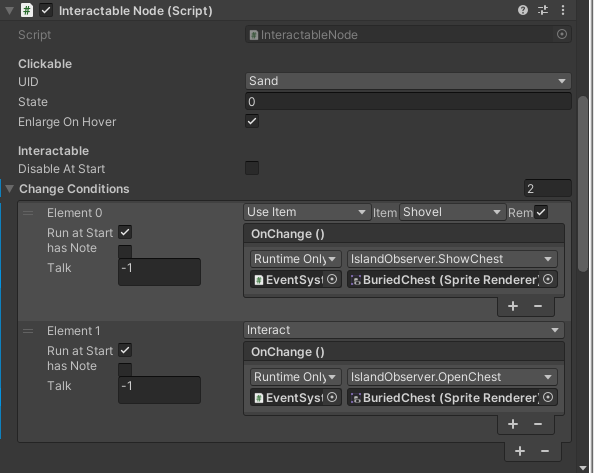 Interactable Node (Script)
Script InteractableNode
Clickable
UID Sand
State 0
Enlarge On Hover
Interactable
Disable At Start
Change Conditions 2
Element 0 Use Item Item Shovel Rem
Run at Start OnChange ()
has Note Runtime Only IslandObserver.ShowChest
Talk -1 EventSyst BuriedChest (Sprite Renderer)
+ −
Element 1 Interact
Run at Start OnChange ()
has Note Runtime Only IslandObserver.OpenChest
Talk -1 EventSyst BuriedChest (Sprite Renderer)
+ −
+ −